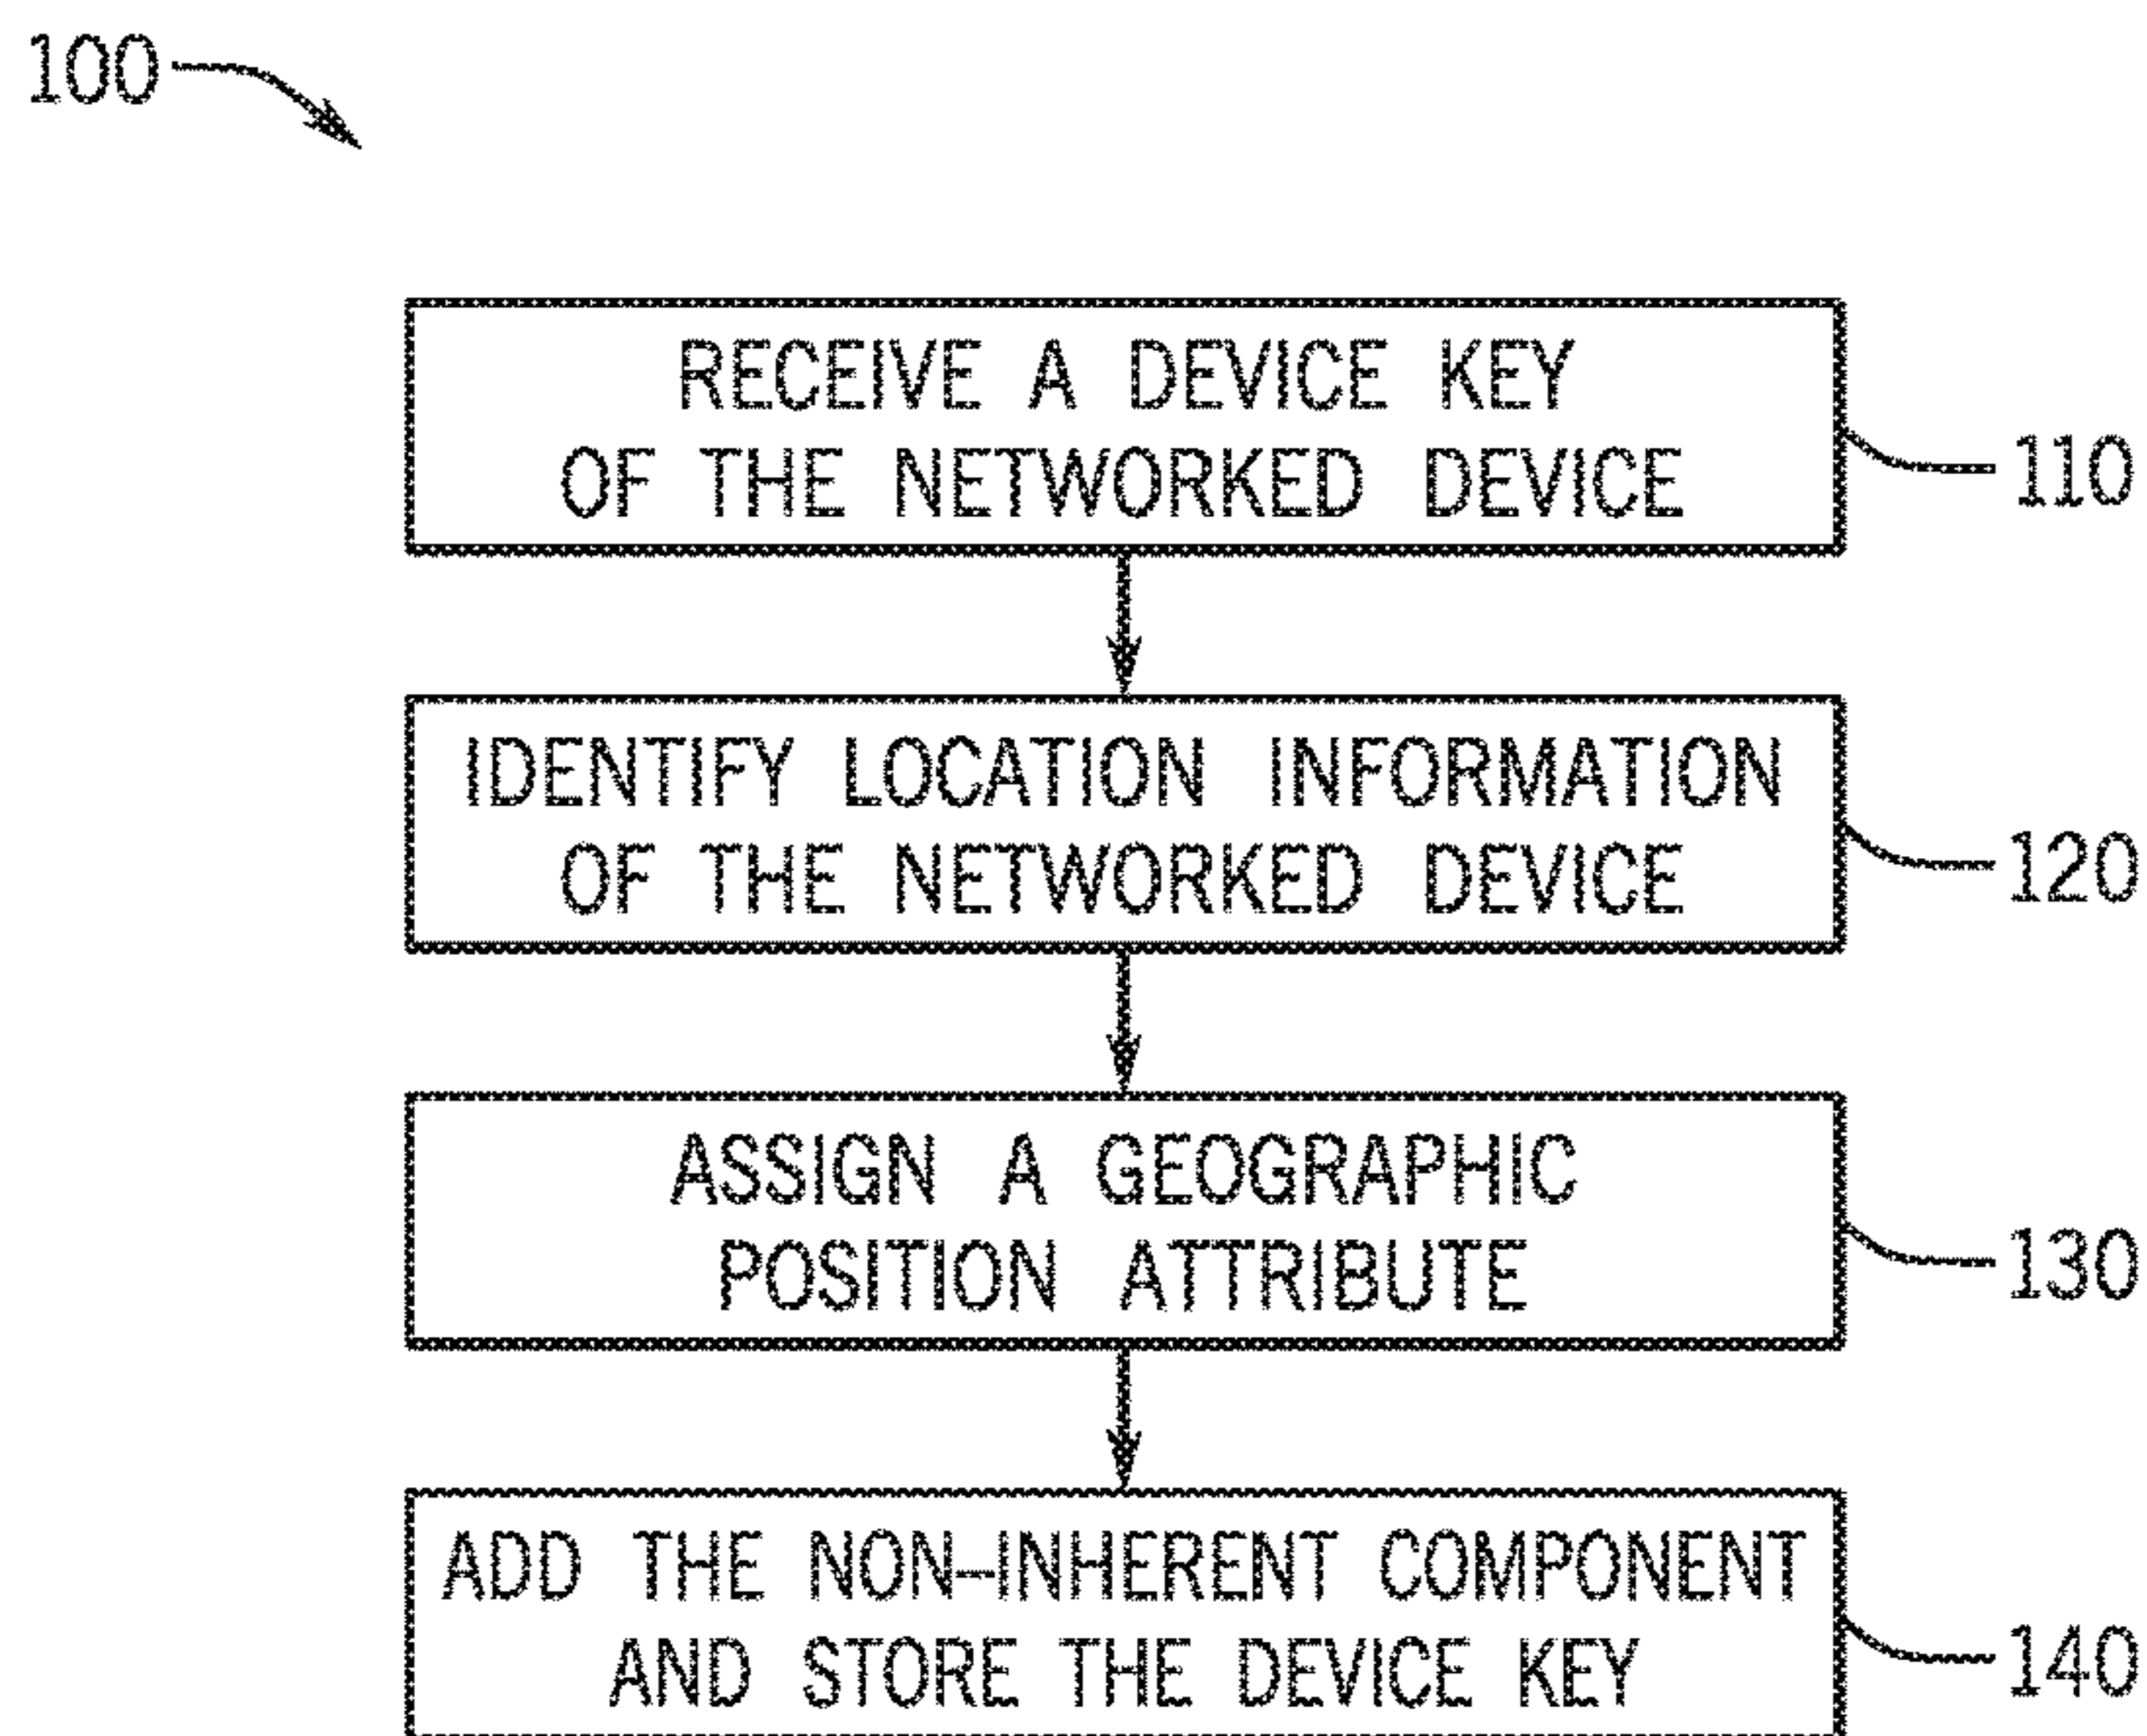 100
RECEIVE A DEVICE KEY
OF THE NETWORKED DEVICE
110
IDENTIFY LOCATION INFORMATION
OF THE NETWORKED DEVICE
120
ASSIGN A GEOGRAPHIC
POSITION ATTRIBUTE
130
ADD THE NON–INHERENT COMPONENT
AND STORE THE DEVICE KEY
140